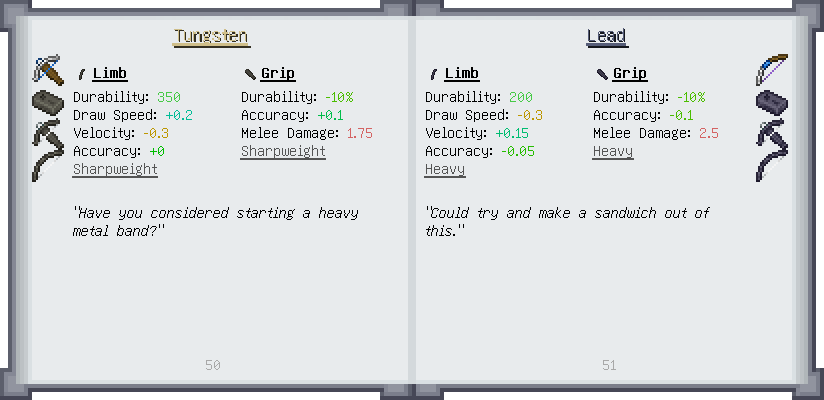 Tungsten
Limb
Durability: 350
Draw Speed: +0.2
Velocity: -0.3
Accuracy: +0
Sharpweight
Grip
Durability: -10%
Accuracy: +0.1
Melee Damage: 1.75
Sharpweight
"Have you considered starting a heavy
metal band?"
50
Lead
Limb
Durability: 200
Draw Speed: -0.3
Velocity: +0.15
Accuracy: -0.05
Heavy
Grip
Durability: -10%
Accuracy: -0.1
Melee Damage: 2.5
Heavy
"Could try and make a sandwich out of
this."
51